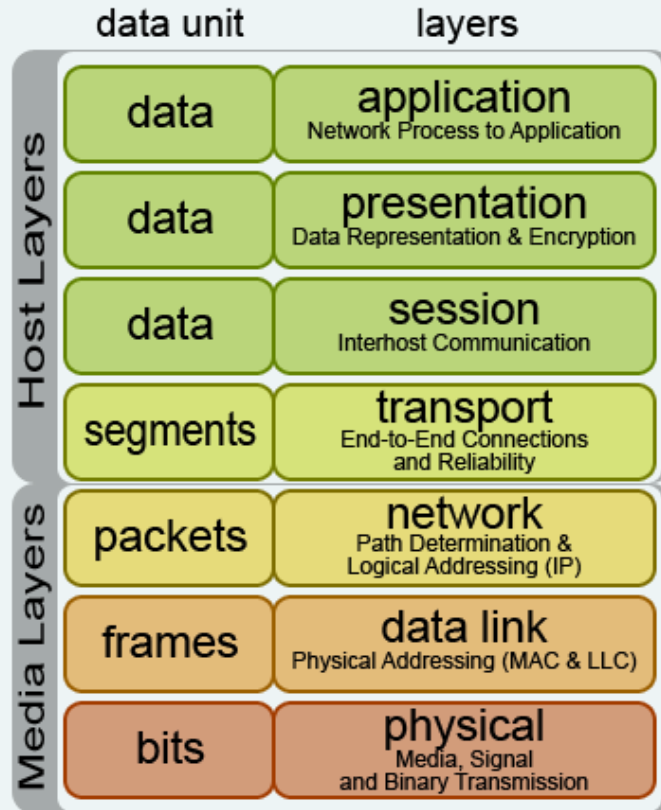 data unit layers
Host Layers
data application
Network Process to Application
data presentation
Data Representation & Encryption
data session
Interhost Communication
segments transport
End-to-End Connections
and Reliability
Media Layers
packets network
Path Determination &
Logical Addressing (IP)
frames data link
Physical Addressing (MAC & LLC)
bits physical
Media, Signal
and Binary Transmission